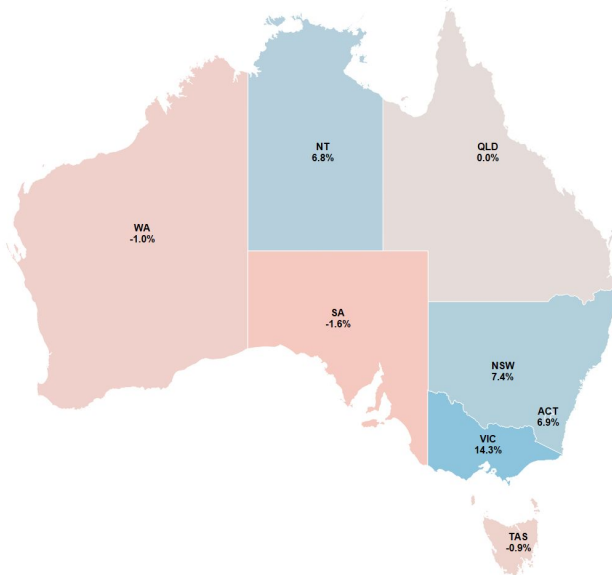 NT
6.8%
QLD
0.0%
WA
-1.0%
SA
-1.6%
NSW
7.4%
ACT
6.9%
VIC
14.3%
TAS
-0.9%